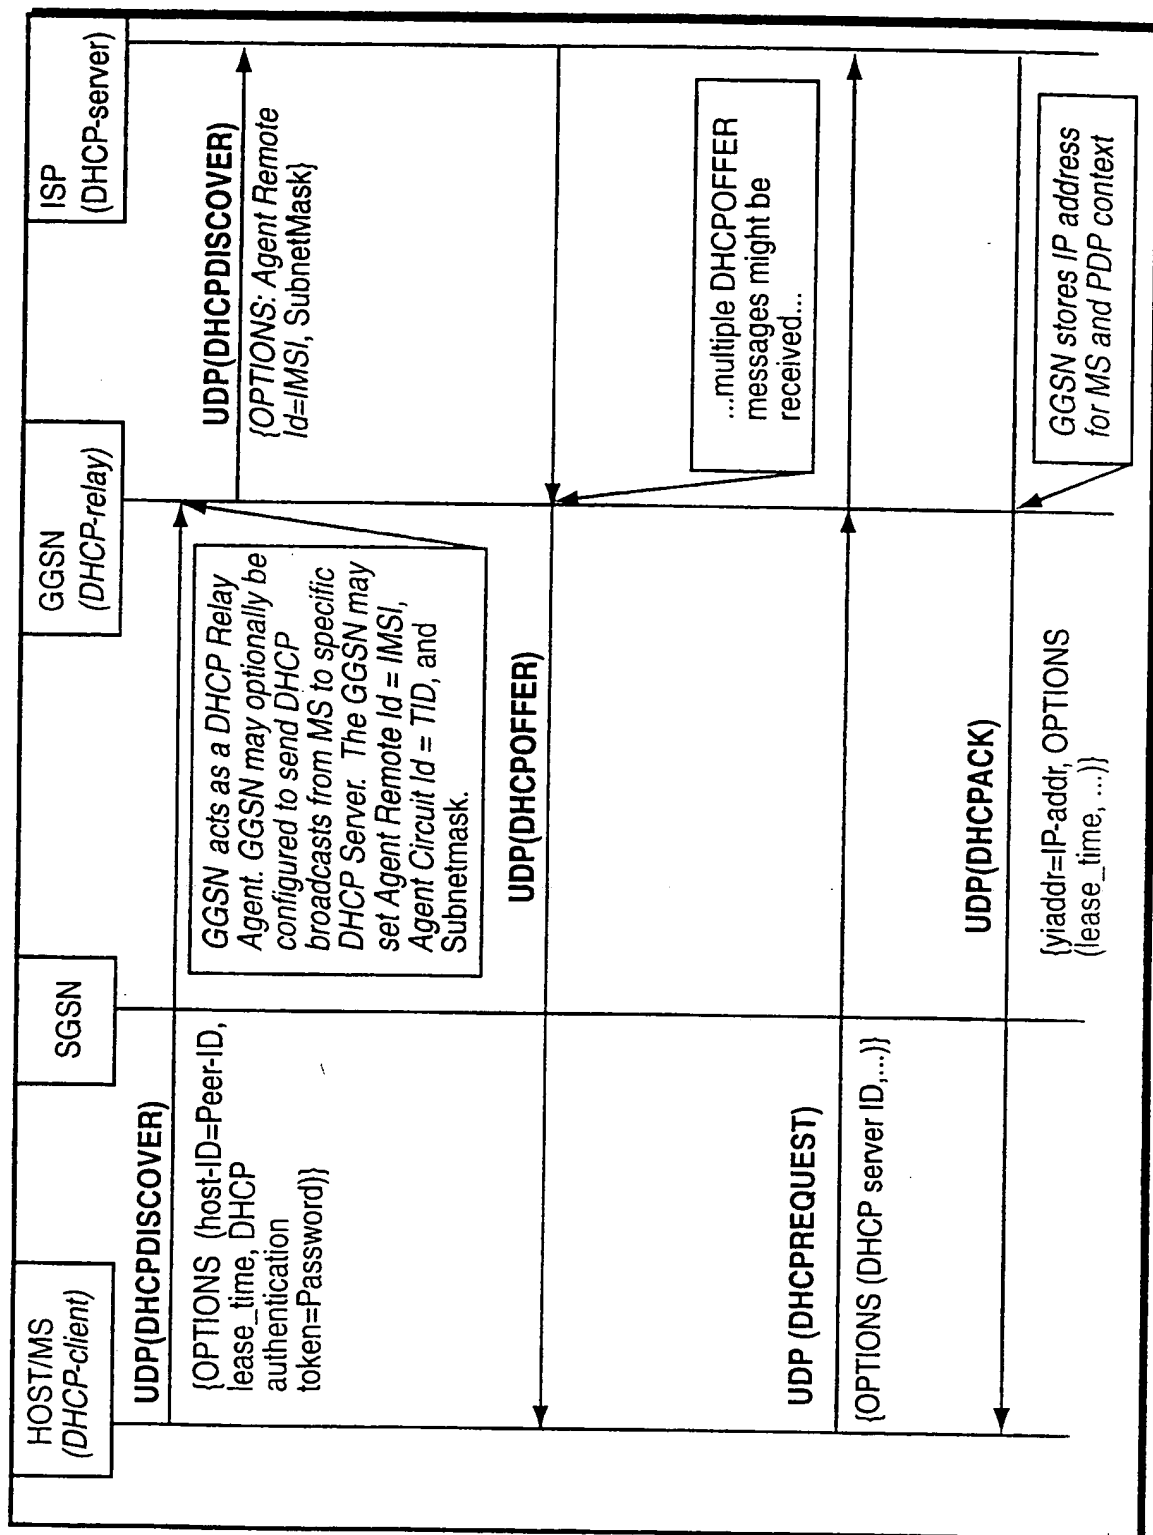 HOST/MS
(DHCP-client)
SGSN
GGSN
(DHCP-relay)
ISP
(DHCP-server)
UDP(DHCPDISCOVER)
{OPTIONS (host-ID=Peer-ID,
lease_time, DHCP
authentication
token=Password)}
GGSN acts as a DHCP Relay
Agent. GGSN may optionally be
configured to send DHCP
broadcasts from MS to specific
DHCP Server. The GGSN may
set Agent Remote Id = IMSI,
Agent Circuit Id = TID, and
Subnetmask.
UDP(DHCPDISCOVER)
{OPTIONS: Agent Remote
Id=IMSI, SubnetMask}
UDP(DHCPOFFER)
...multiple DHCPOFFER
messages might be
received...
UDP (DHCPREQUEST)
{OPTIONS (DHCP server ID,...)}
UDP(DHCPACK)
{yiaddr=IP-addr, OPTIONS
(lease_time, ...)}
GGSN stores IP address
for MS and PDP context